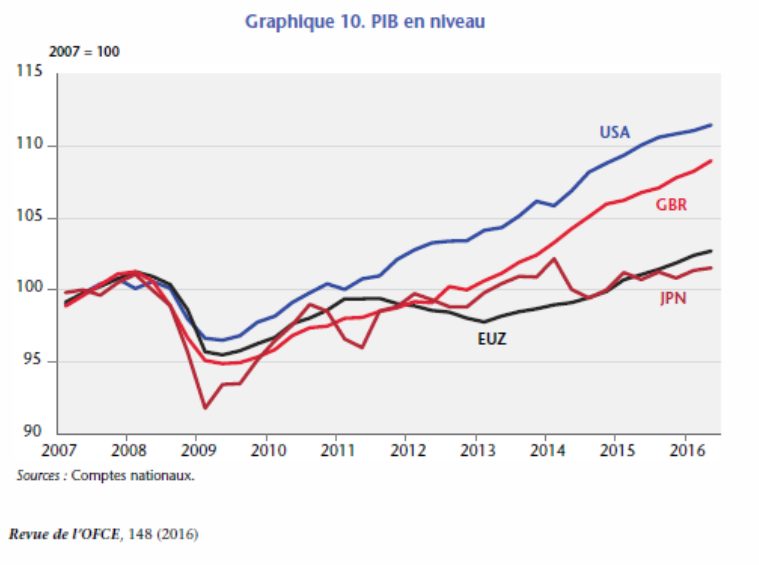 Graphique 10. PIB en niveau
2007 = 100
115
110
105
100
95
90
USA
GBR
JPN
EUZ
2007 2008 2009 2010 2011 2012 2013 2014 2015 2016
Sources : Comptes nationaux.
Revue de l'OFCE, 148 (2016)